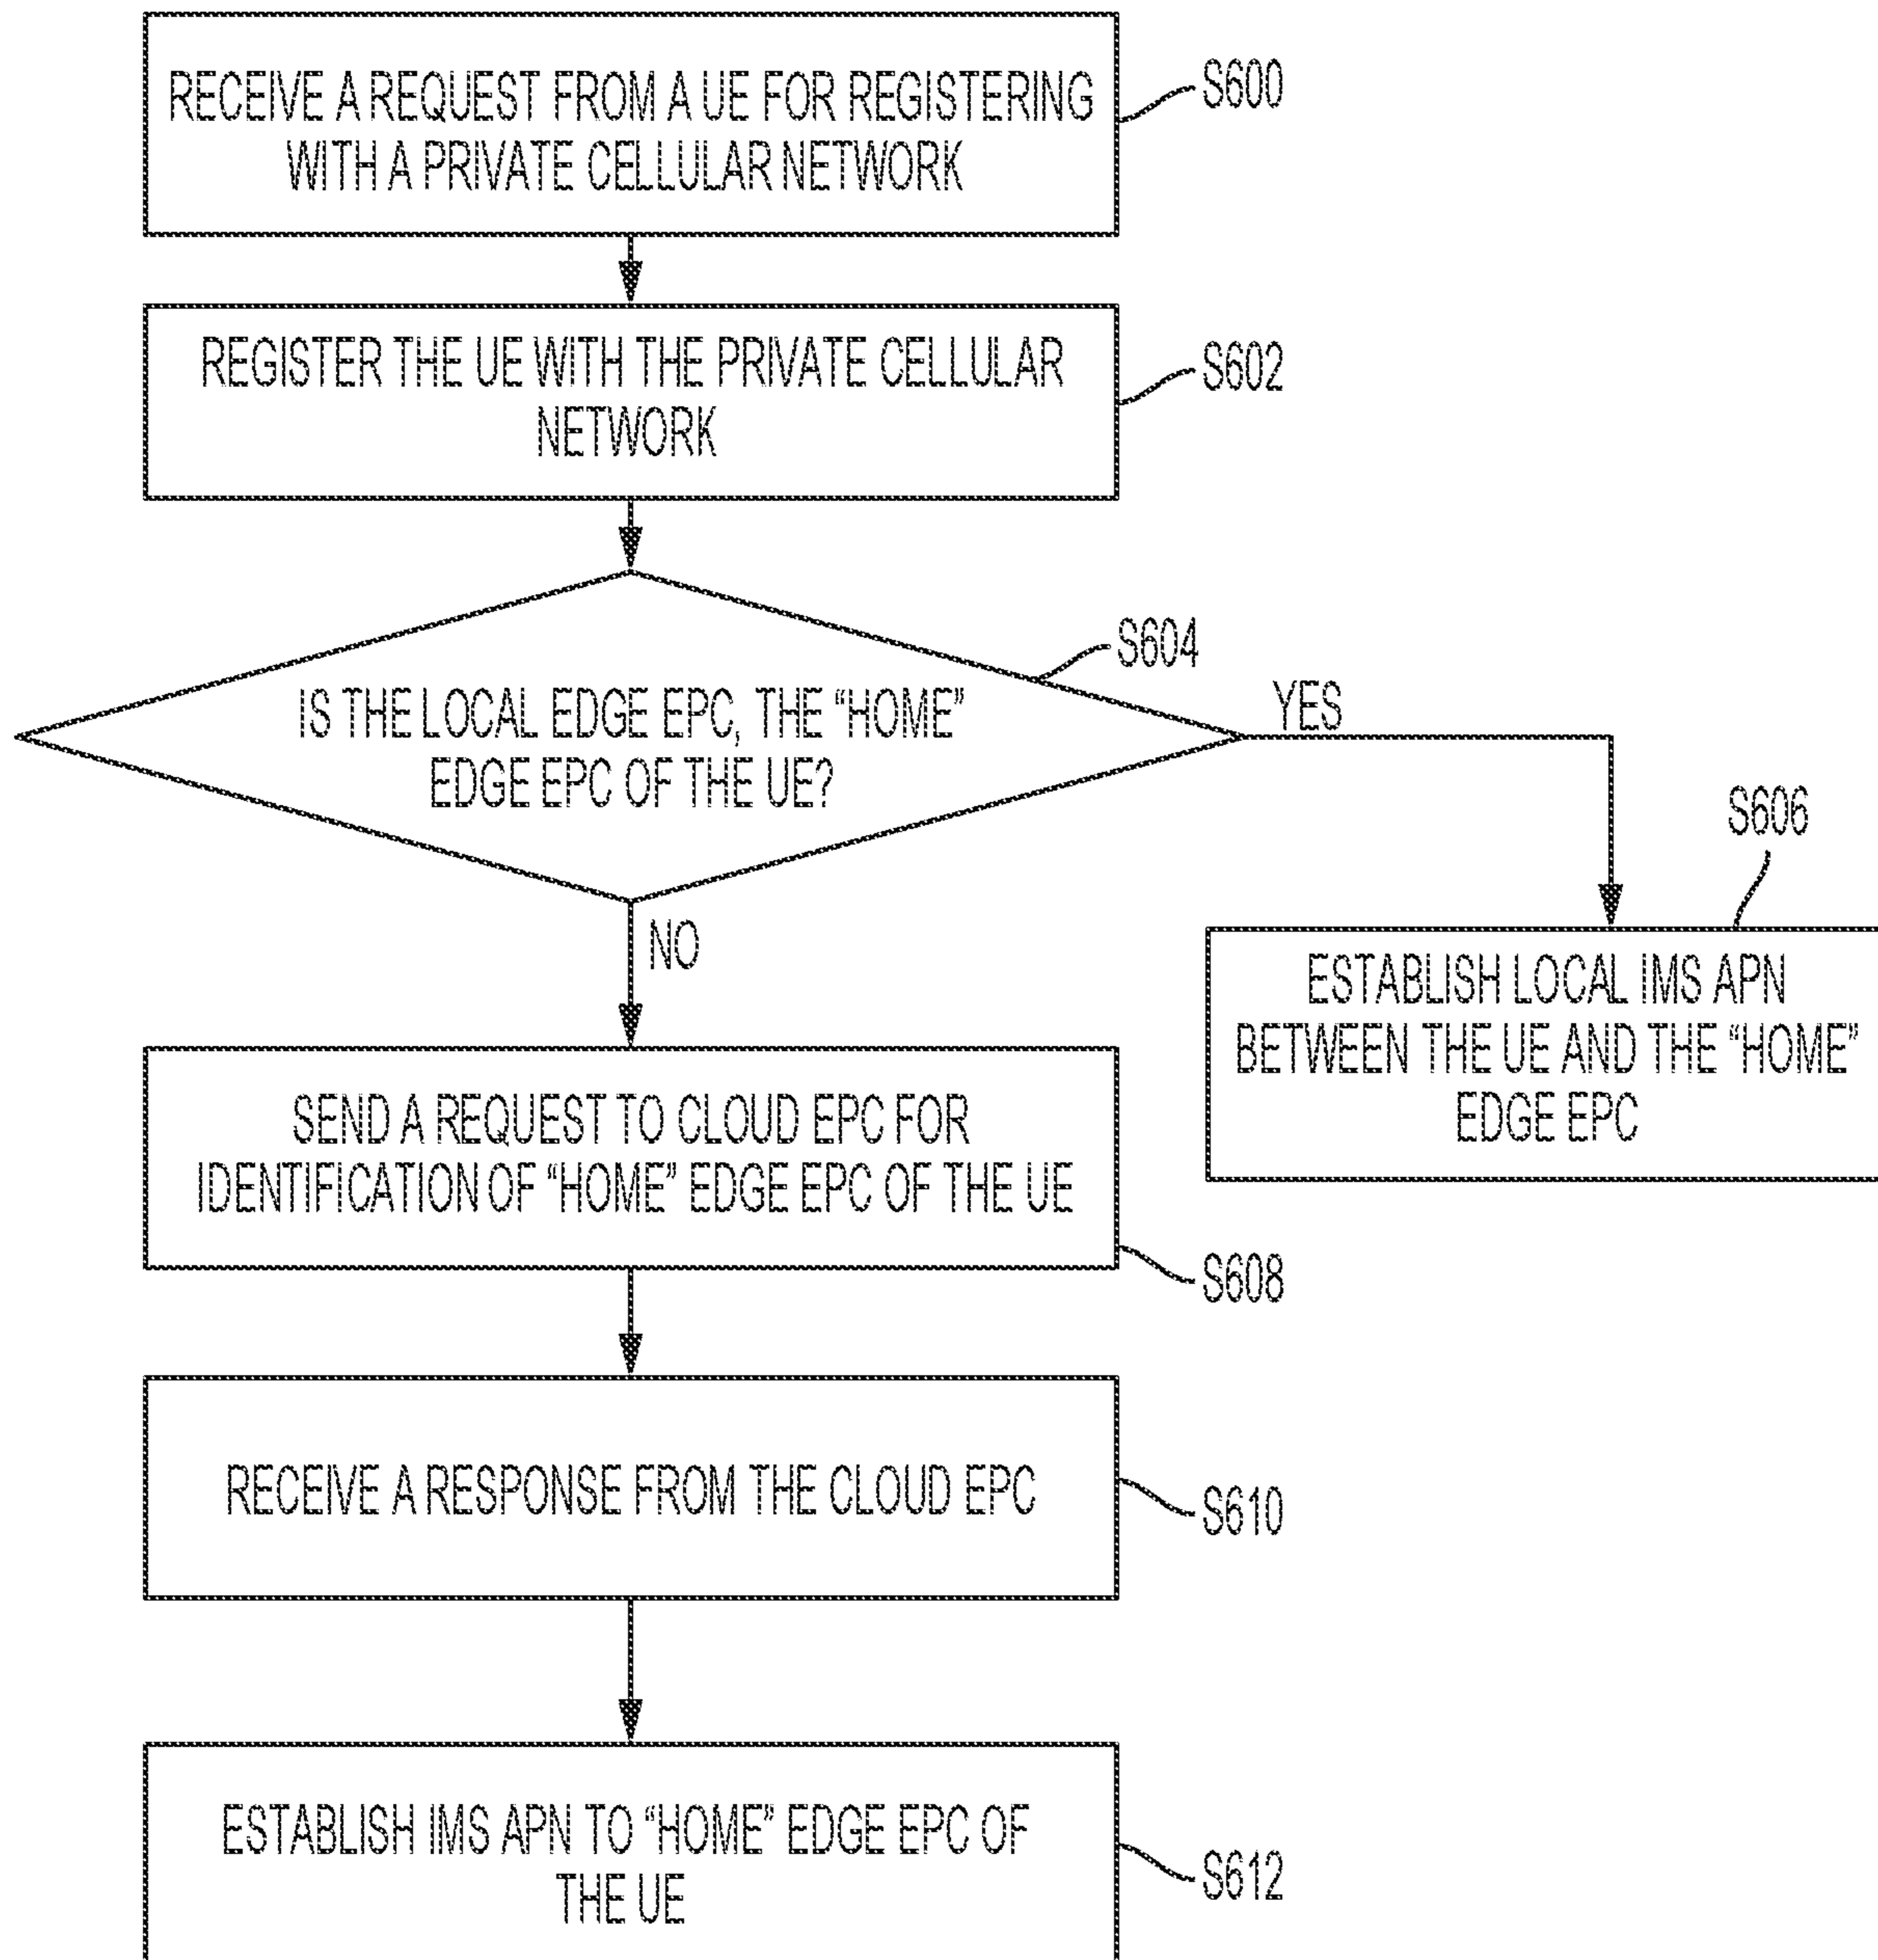 RECEIVE A REQUEST FROM A UE FOR REGISTERING
WITH A PRIVATE CELLULAR NETWORK
S600
REGISTER THE UE WITH THE PRIVATE CELLULAR
NETWORK
S602
S604
IS THE LOCAL EDGE EPC, THE “HOME”
EDGE EPC OF THE UE?
YES
NO
S606
ESTABLISH LOCAL IMS APN
BETWEEN THE UE AND THE “HOME”
EDGE EPC
SEND A REQUEST TO CLOUD EPC FOR
IDENTIFICATION OF “HOME” EDGE EPC OF THE UE
S608
RECEIVE A RESPONSE FROM THE CLOUD EPC
S610
ESTABLISH IMS APN TO “HOME” EDGE EPC OF
THE UE
S612